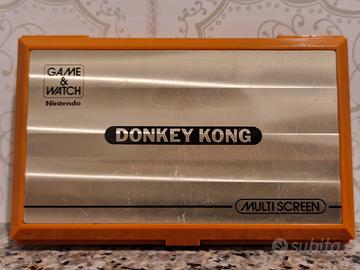 GAME
&
WATCH
Nintendo
DONKEY KONG
MULTI SCREEN
subito